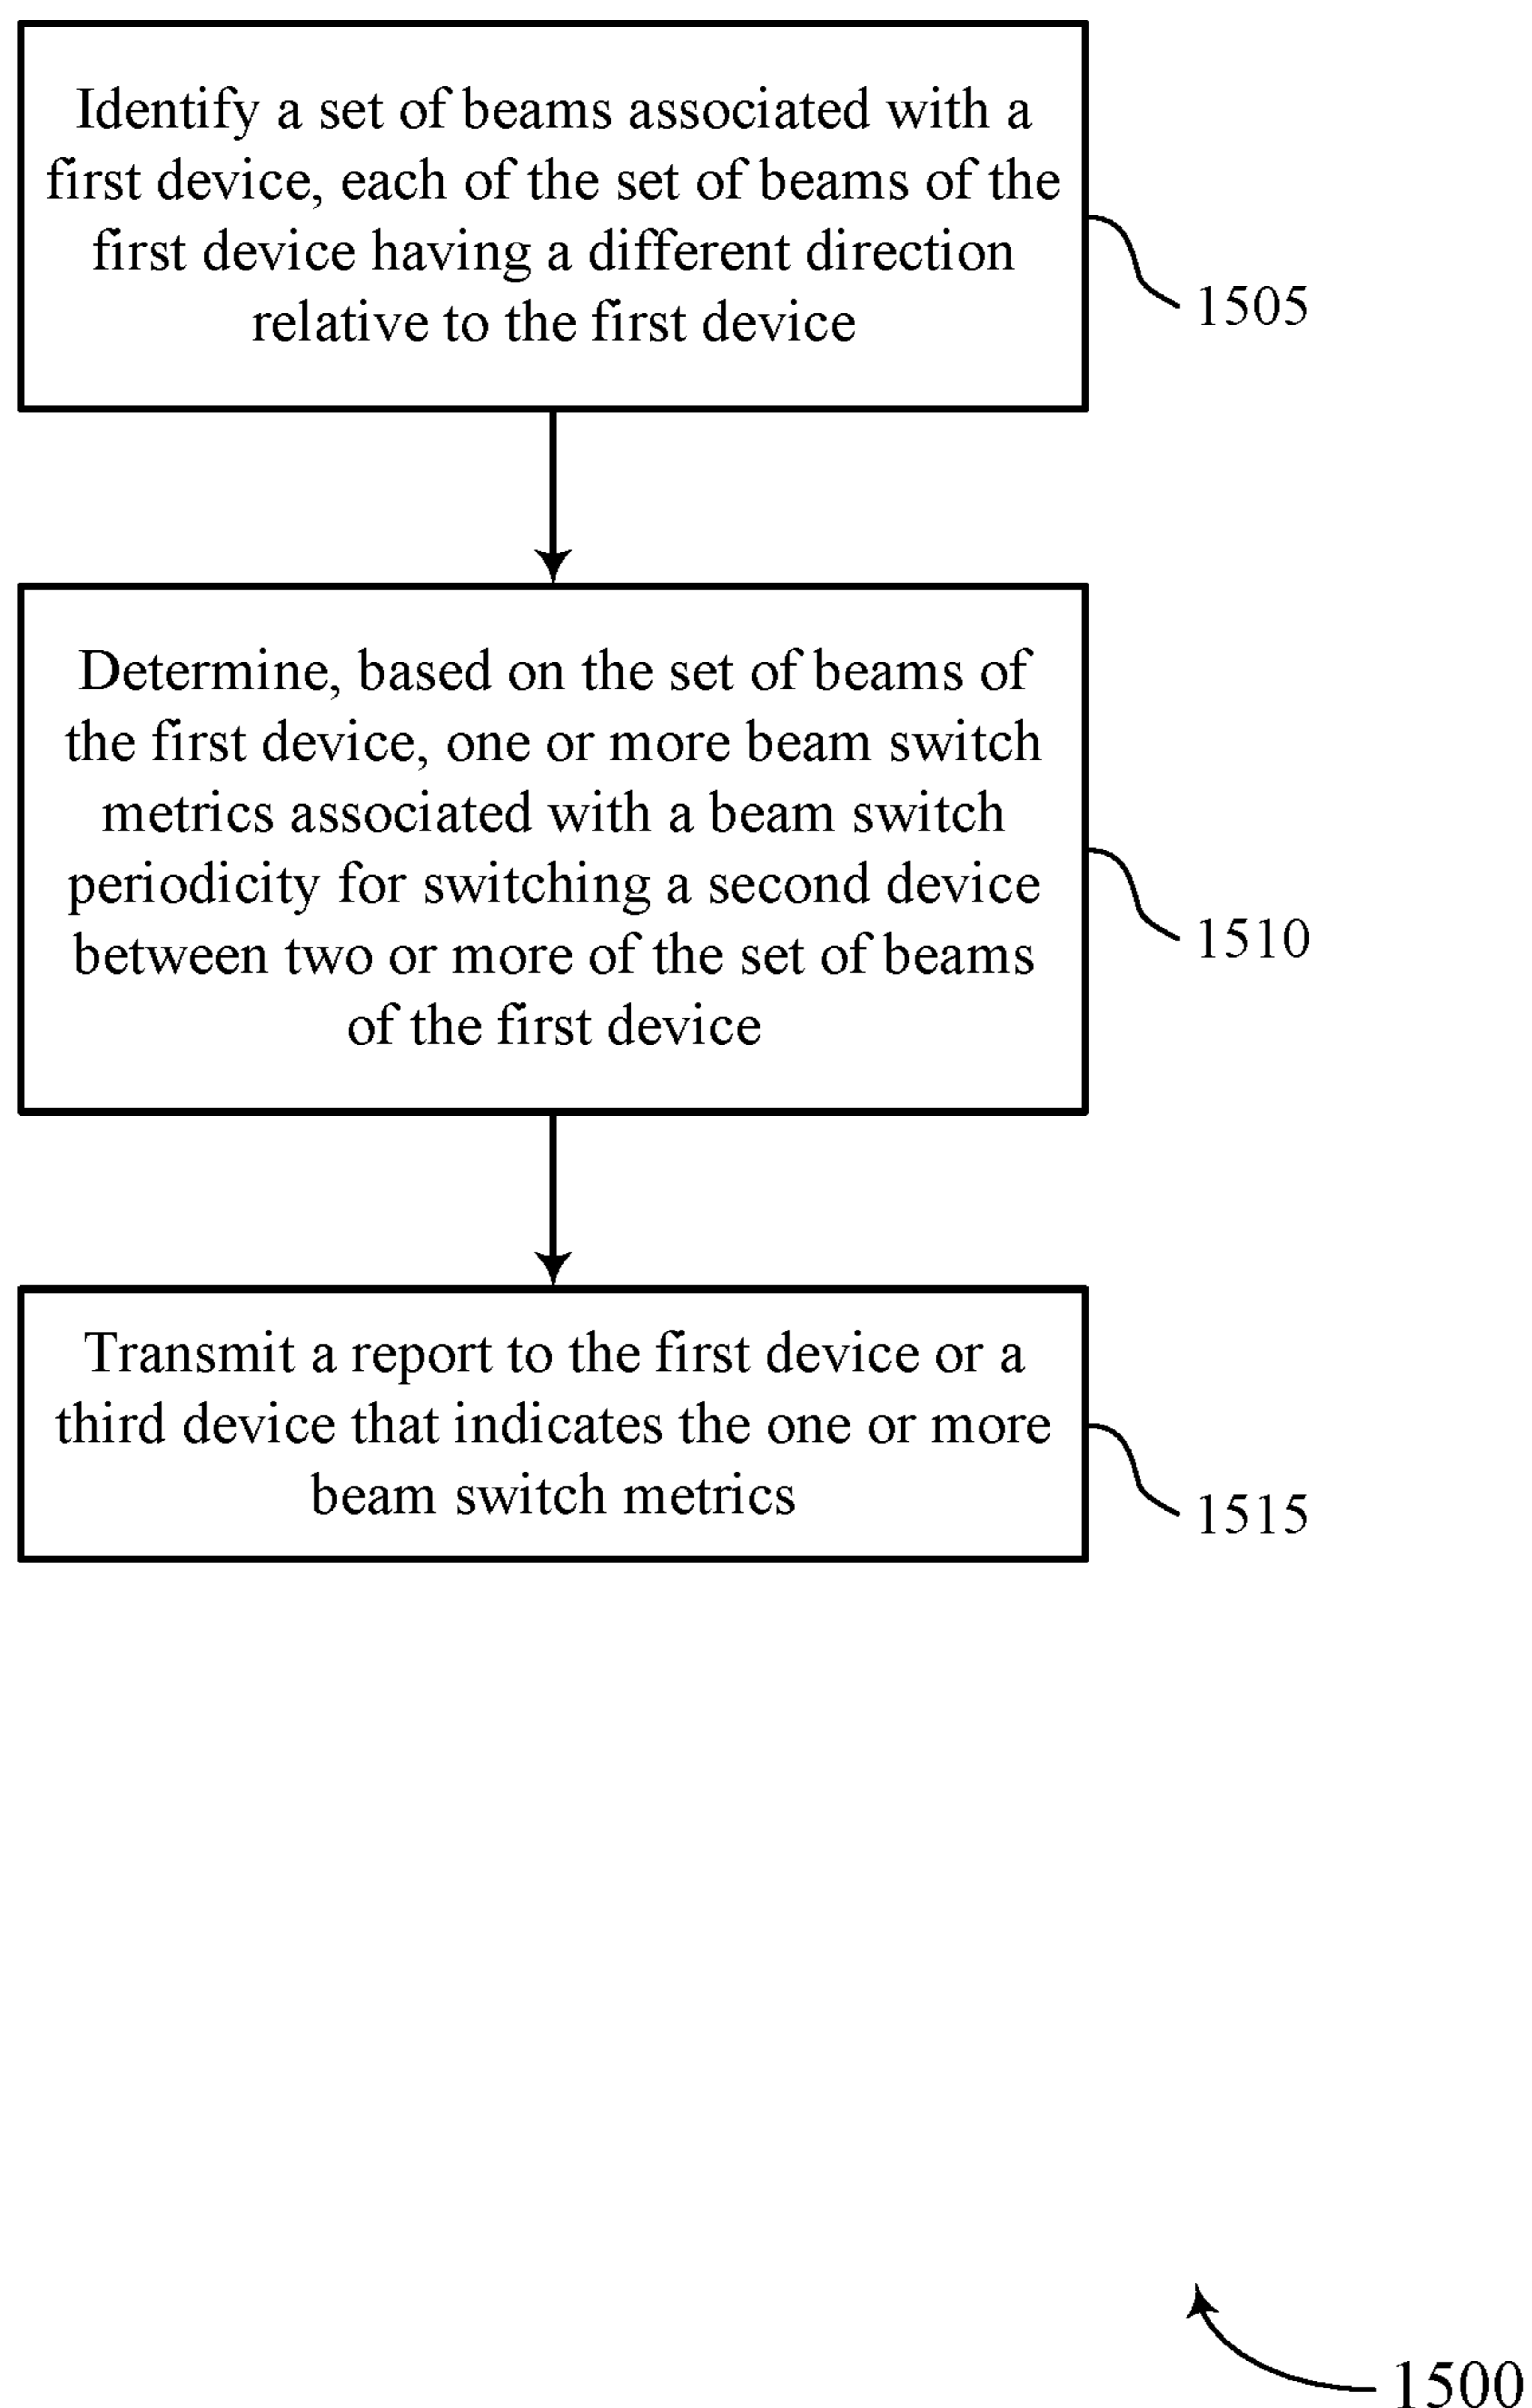 Identify a set of beams associated with a
first device, each of the set of beams of the
first device having a different direction
relative to the first device
1505
Determine, based on the set of beams of
the first device, one or more beam switch
metrics associated with a beam switch
periodicity for switching a second device
between two or more of the set of beams
of the first device
1510
Transmit a report to the first device or a
third device that indicates the one or more
beam switch metrics
1515
1500